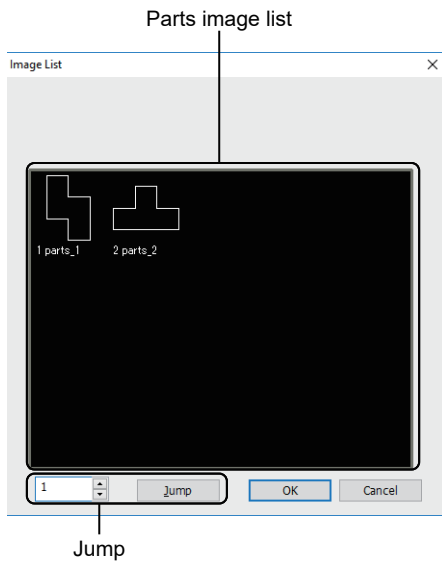 Parts image list
Image List
1 parts_1 2 parts_2
1 Jump OK Cancel
Jump